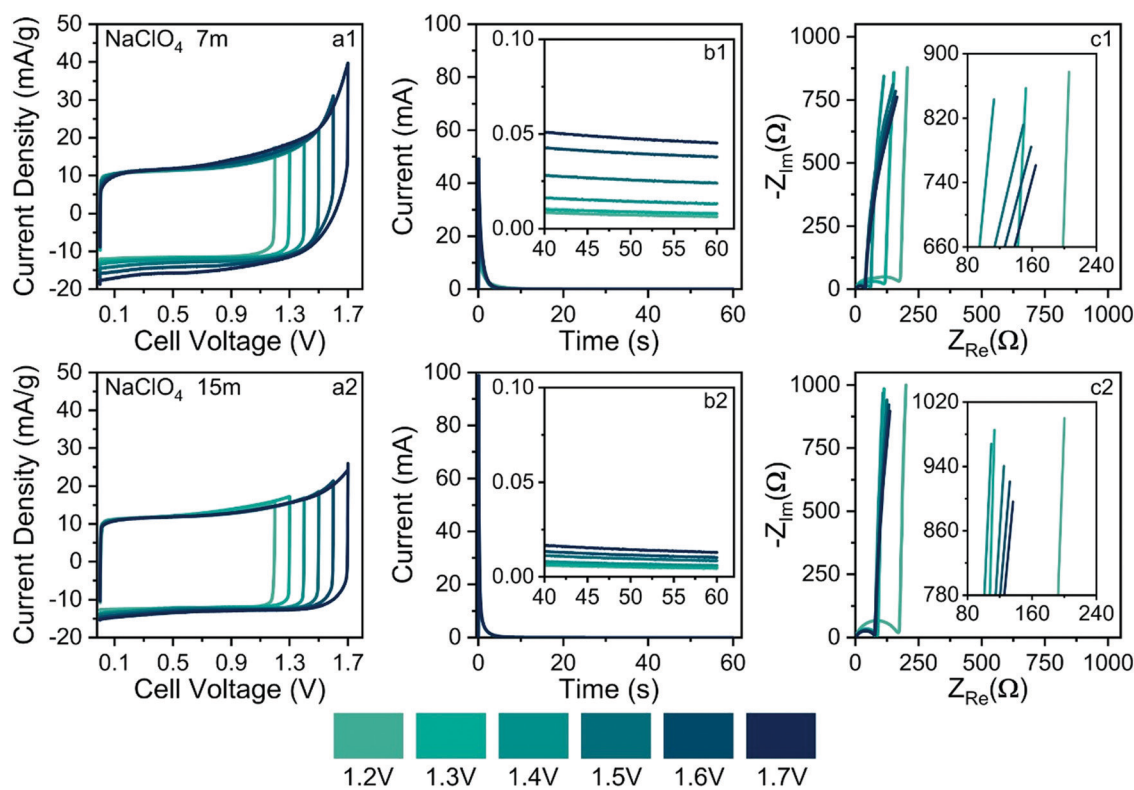 NaClO₄ 7m
a1
50
40
30
20
10
0
-10
-20
Current Density (mA/g)
0.1 0.5 0.9 1.3 1.7
Cell Voltage (V)
b1
100
80
60
40
20
0
Current (mA)
0.10
0.05
0.00
40 45 50 55 60
0 20 40 60
Time (s)
c1
1000
750
500
250
0
-Z_Im(Ω)
900
820
740
660
80 160 240
0 250 500 750 1000
Z_Re(Ω)
NaClO₄ 15m
a2
50
40
30
20
10
0
-10
-20
Current Density (mA/g)
0.1 0.5 0.9 1.3 1.7
Cell Voltage (V)
b2
100
80
60
40
20
0
Current (mA)
0.10
0.05
0.00
40 45 50 55 60
0 20 40 60
Time (s)
c2
1000
750
500
250
0
-Z_Im(Ω)
1020
940
860
780
80 160 240
0 250 500 750 1000
Z_Re(Ω)
1.2V 1.3V 1.4V 1.5V 1.6V 1.7V